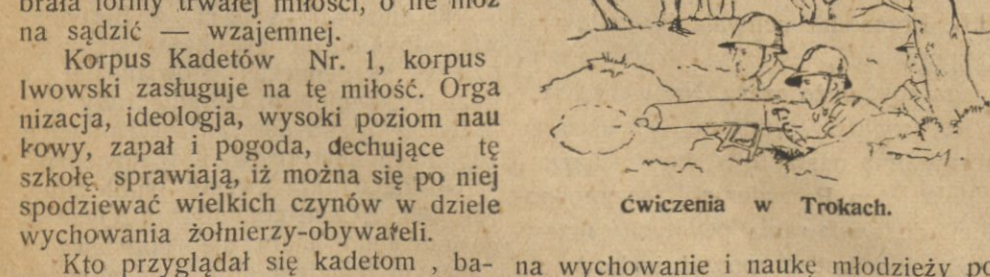 brała formy trwałej miłości, o ile moż
na sądzić — wzajemnej.
Korpus Kadetów Nr. 1, korpus
lwowski zasługuje na tę miłość. Orga
nizacja, ideologja, wysoki poziom nau
kowy, zapał i pogoda, dechujące tę
szkołę, sprawiają, iż można się po niej
spodziewać wielkich czynów w dziele
wychowania żołnierzy-obywateli.
Kto przyglądał się kadetom , ba-
Ćwiczenia w Trokach.
na wychowanie i naukę młodzieży po